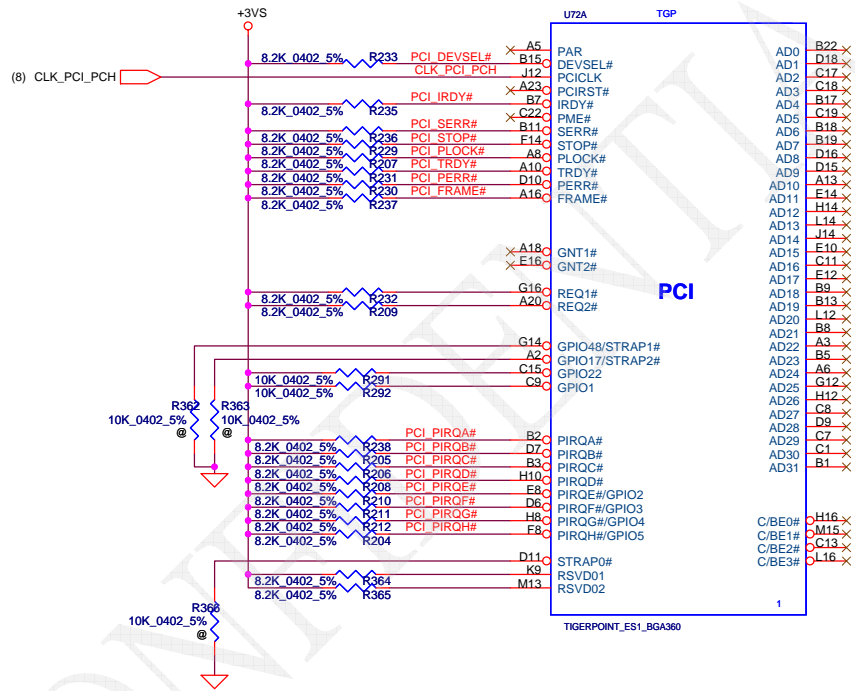 +3VS
U72A TGP
(8) CLK_PCI_PCH
8.2K_0402_5% R233 PCI_DEVSEL#
CLK_PCI_PCH
8.2K_0402_5% R235 PCI_IRDY#
8.2K_0402_5% R236 PCI_SERR#
8.2K_0402_5% R229 PCI_STOP#
8.2K_0402_5% R207 PCI_PLOCK#
8.2K_0402_5% R231 PCI_TRDY#
8.2K_0402_5% R230 PCI_PERR#
8.2K_0402_5% R237 PCI_FRAME#
8.2K_0402_5% R232
8.2K_0402_5% R209
10K_0402_5% R291
10K_0402_5% R292
R362 R363
10K_0402_5% 10K_0402_5%
@ @
8.2K_0402_5% R238 PCI_PIRQA#
8.2K_0402_5% R205 PCI_PIRQB#
8.2K_0402_5% R206 PCI_PIRQC#
8.2K_0402_5% R208 PCI_PIRQD#
8.2K_0402_5% R210 PCI_PIRQE#
8.2K_0402_5% R211 PCI_PIRQF#
8.2K_0402_5% R212 PCI_PIRQG#
8.2K_0402_5% R204 PCI_PIRQH#
8.2K_0402_5% R364
8.2K_0402_5% R365
R366
10K_0402_5%
@
A5 PAR
B15 DEVSEL#
J12 PCICLK
A23 PCIRST#
B7 IRDY#
C22 PME#
B11 SERR#
F14 STOP#
A8 PLOCK#
A10 TRDY#
D10 PERR#
A16 FRAME#
A18 GNT1#
E16 GNT2#
G16 REQ1#
A20 REQ2#
G14 GPIO48/STRAP1#
A2 GPIO17/STRAP2#
C15 GPIO22
C9 GPIO1
B2 PIRQA#
D7 PIRQB#
B3 PIRQC#
H10 PIRQD#
E8 PIRQE#/GPIO2
D6 PIRQF#/GPIO3
H8 PIRQG#/GPIO4
F8 PIRQH#/GPIO5
D11 STRAP0#
K9 RSVD01
M13 RSVD02
PCI
AD0 B22
AD1 D18
AD2 C17
AD3 C18
AD4 B17
AD5 C19
AD6 B18
AD7 B19
AD8 D16
AD9 D15
AD10 A13
AD11 E14
AD12 H14
AD13 L14
AD14 J14
AD15 E10
AD16 C11
AD17 E12
AD18 B9
AD19 B13
AD20 L12
AD21 B8
AD22 A3
AD23 B5
AD24 A6
AD25 G12
AD26 H12
AD27 C8
AD28 D9
AD29 C7
AD30 C1
AD31 B1
C/BE0# H16
C/BE1# M15
C/BE2# C13
C/BE3# L16
1
TIGERPOINT_ES1_BGA360
CONFIDENTIA